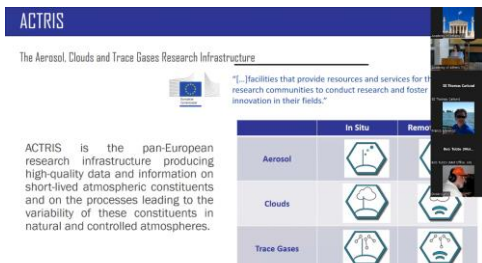 ACTRIS
The Aerosol, Clouds and Trace Gases Research Infrastructure
"[...]facilities that provide resources and services for th
research communities to conduct research and foster
innovation in their fields."
In Situ
Remo
Aerosol
Clouds
Trace Gases
ACTRIS is the pan-European
research infrastructure producing
high-quality data and information on
short-lived atmospheric constituents
and on the processes leading to the
variability of these constituents in
natural and controlled atmospheres.